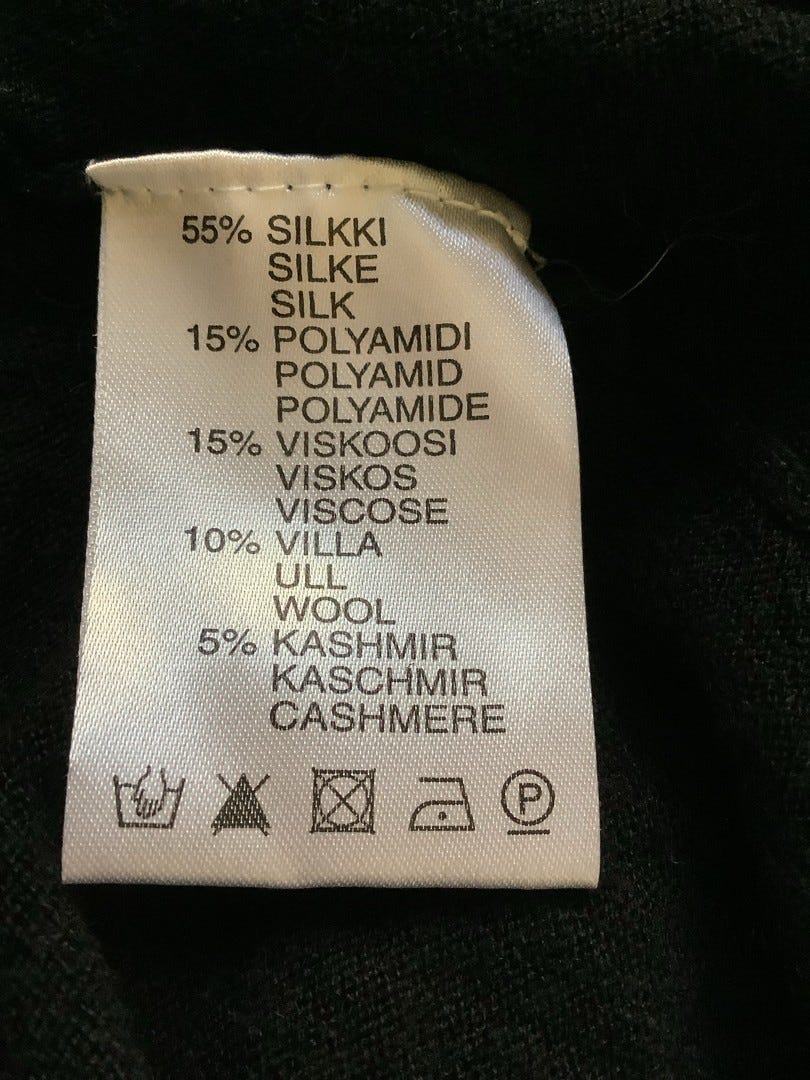 55% SILKKI
SILKE
SILK
15% POLYAMIDI
POLYAMID
POLYAMIDE
15% VISKOOSI
VISKOS
VISCOSE
10% VILLA
ULL
WOOL
5% KASHMIR
KASCHMIR
CASHMERE
P